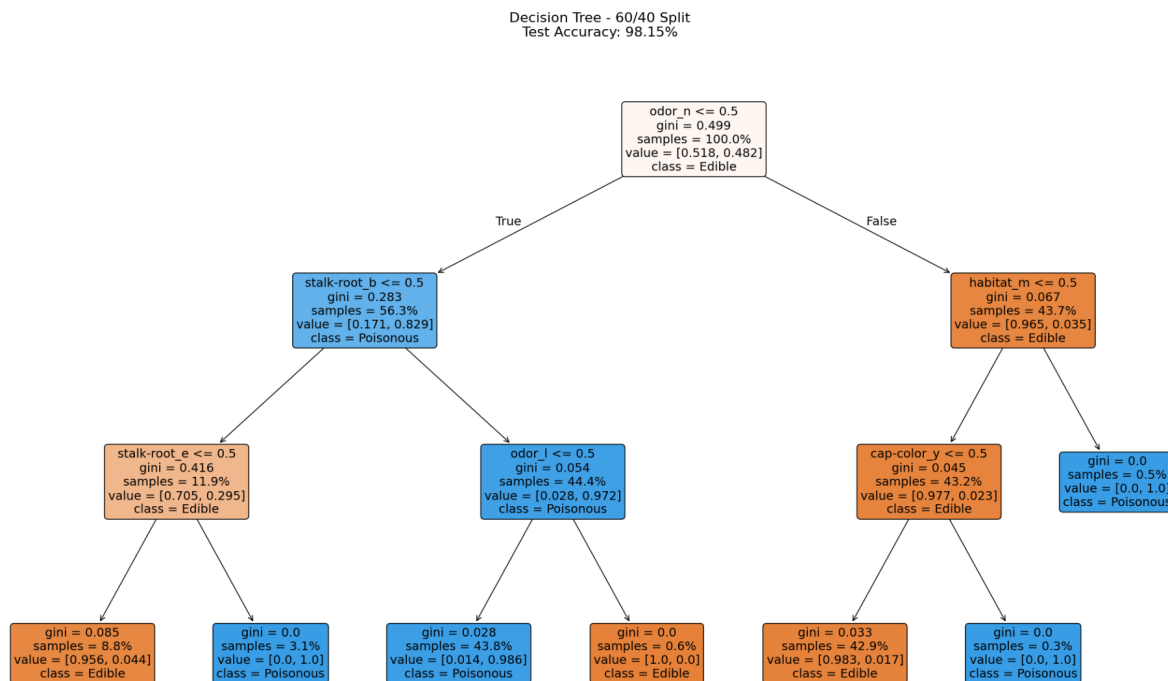 Decision Tree - 60/40 Split
Test Accuracy: 98.15%
odor_n <= 0.5
gini = 0.499
samples = 100.0%
value = [0.518, 0.482]
class = Edible
True
False
stalk-root_b <= 0.5
gini = 0.283
samples = 56.3%
value = [0.171, 0.829]
class = Poisonous
habitat_m <= 0.5
gini = 0.067
samples = 43.7%
value = [0.965, 0.035]
class = Edible
stalk-root_e <= 0.5
gini = 0.416
samples = 11.9%
value = [0.705, 0.295]
class = Edible
odor_l <= 0.5
gini = 0.054
samples = 44.4%
value = [0.028, 0.972]
class = Poisonous
cap-color_y <= 0.5
gini = 0.045
samples = 43.2%
value = [0.977, 0.023]
class = Edible
gini = 0.0
samples = 0.5%
value = [0.0, 1.0]
class = Poisonous
gini = 0.085
samples = 8.8%
value = [0.956, 0.044]
class = Edible
gini = 0.0
samples = 3.1%
value = [0.0, 1.0]
class = Poisonous
gini = 0.028
samples = 43.8%
value = [0.014, 0.986]
class = Poisonous
gini = 0.0
samples = 0.6%
value = [1.0, 0.0]
class = Edible
gini = 0.033
samples = 42.9%
value = [0.983, 0.017]
class = Edible
gini = 0.0
samples = 0.3%
value = [0.0, 1.0]
class = Poisonous